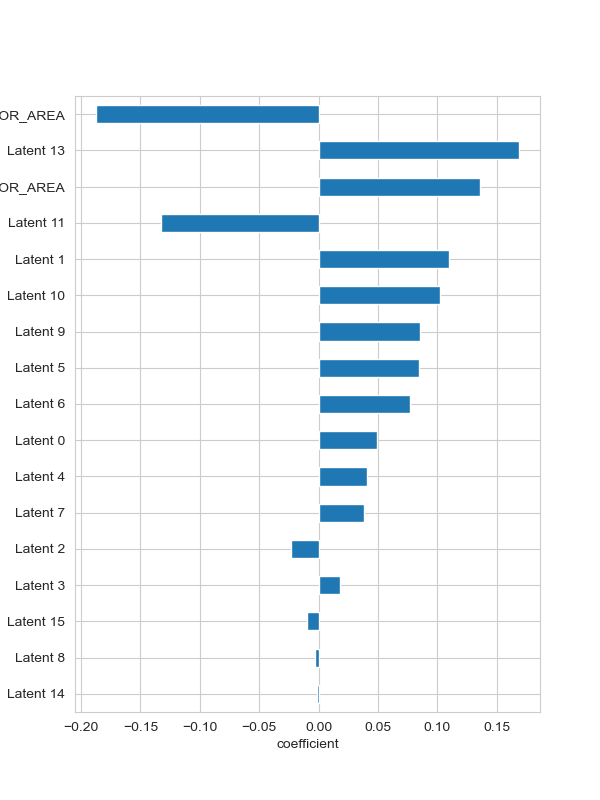 OR_AREA
Latent 13
OR_AREA
Latent 11
Latent 1
Latent 10
Latent 9
Latent 5
Latent 6
Latent 0
Latent 4
Latent 7
Latent 2
Latent 3
Latent 15
Latent 8
Latent 14
−0.20 −0.15 −0.10 −0.05 0.00 0.05 0.10 0.15
coefficient